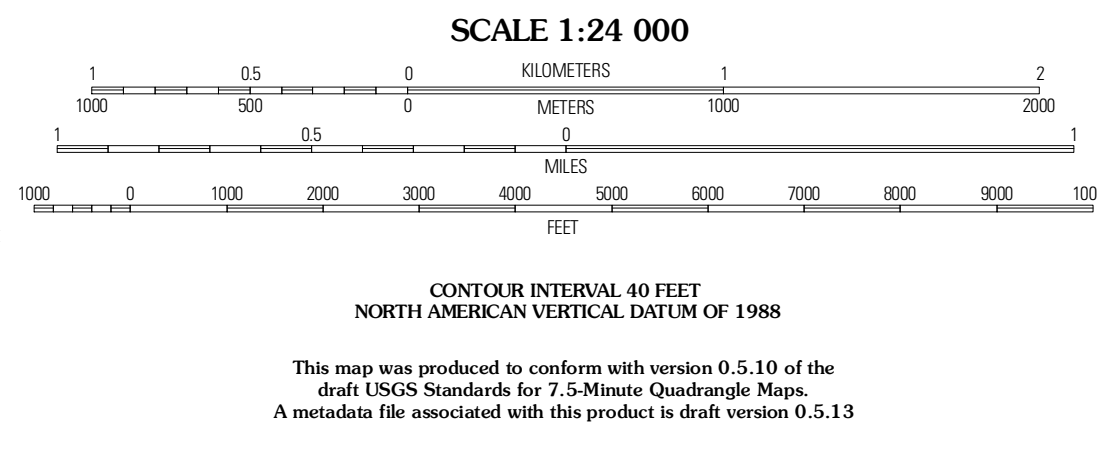 SCALE 1:24 000
1 0.5 0 KILOMETERS 1 2
1000 500 0 METERS 1000 2000
1 0.5 0 1
MILES
1000 0 1000 2000 3000 4000 5000 6000 7000 8000 9000 100
FEET
CONTOUR INTERVAL 40 FEET
NORTH AMERICAN VERTICAL DATUM OF 1988
This map was produced to conform with version 0.5.10 of the
draft USGS Standards for 7.5-Minute Quadrangle Maps.
A metadata file associated with this product is draft version 0.5.13